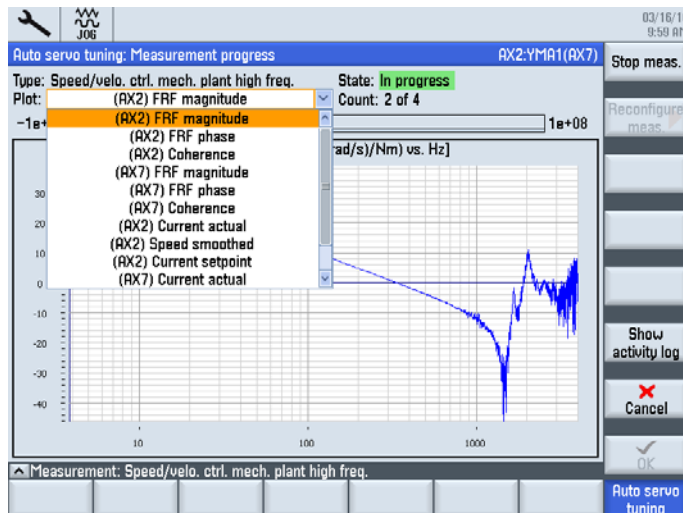 JOG
03/16/1
9:59 AM
Auto servo tuning: Measurement progress AX2:YMA1(AX7)
Stop meas.
Type: Speed/velo. ctrl. mech. plant high freq. State: In progress
Plot: (AX2) FRF magnitude Count: 2 of 4
Reconfigure
meas.
-1e+ 1e+08
(AX2) FRF magnitude
(AX2) FRF phase
(AX2) Coherence
(AX7) FRF magnitude
(AX7) FRF phase
(AX7) Coherence
(AX2) Current actual
(AX2) Speed smoothed
(AX2) Current setpoint
(AX7) Current actual
rad/s)/Nm) vs. Hz]
30
20
10
0
-10
-20
-30
-40
10 100 1000
Show
activity log
Cancel
OK
Measurement: Speed/velo. ctrl. mech. plant high freq.
Auto servo
tuning